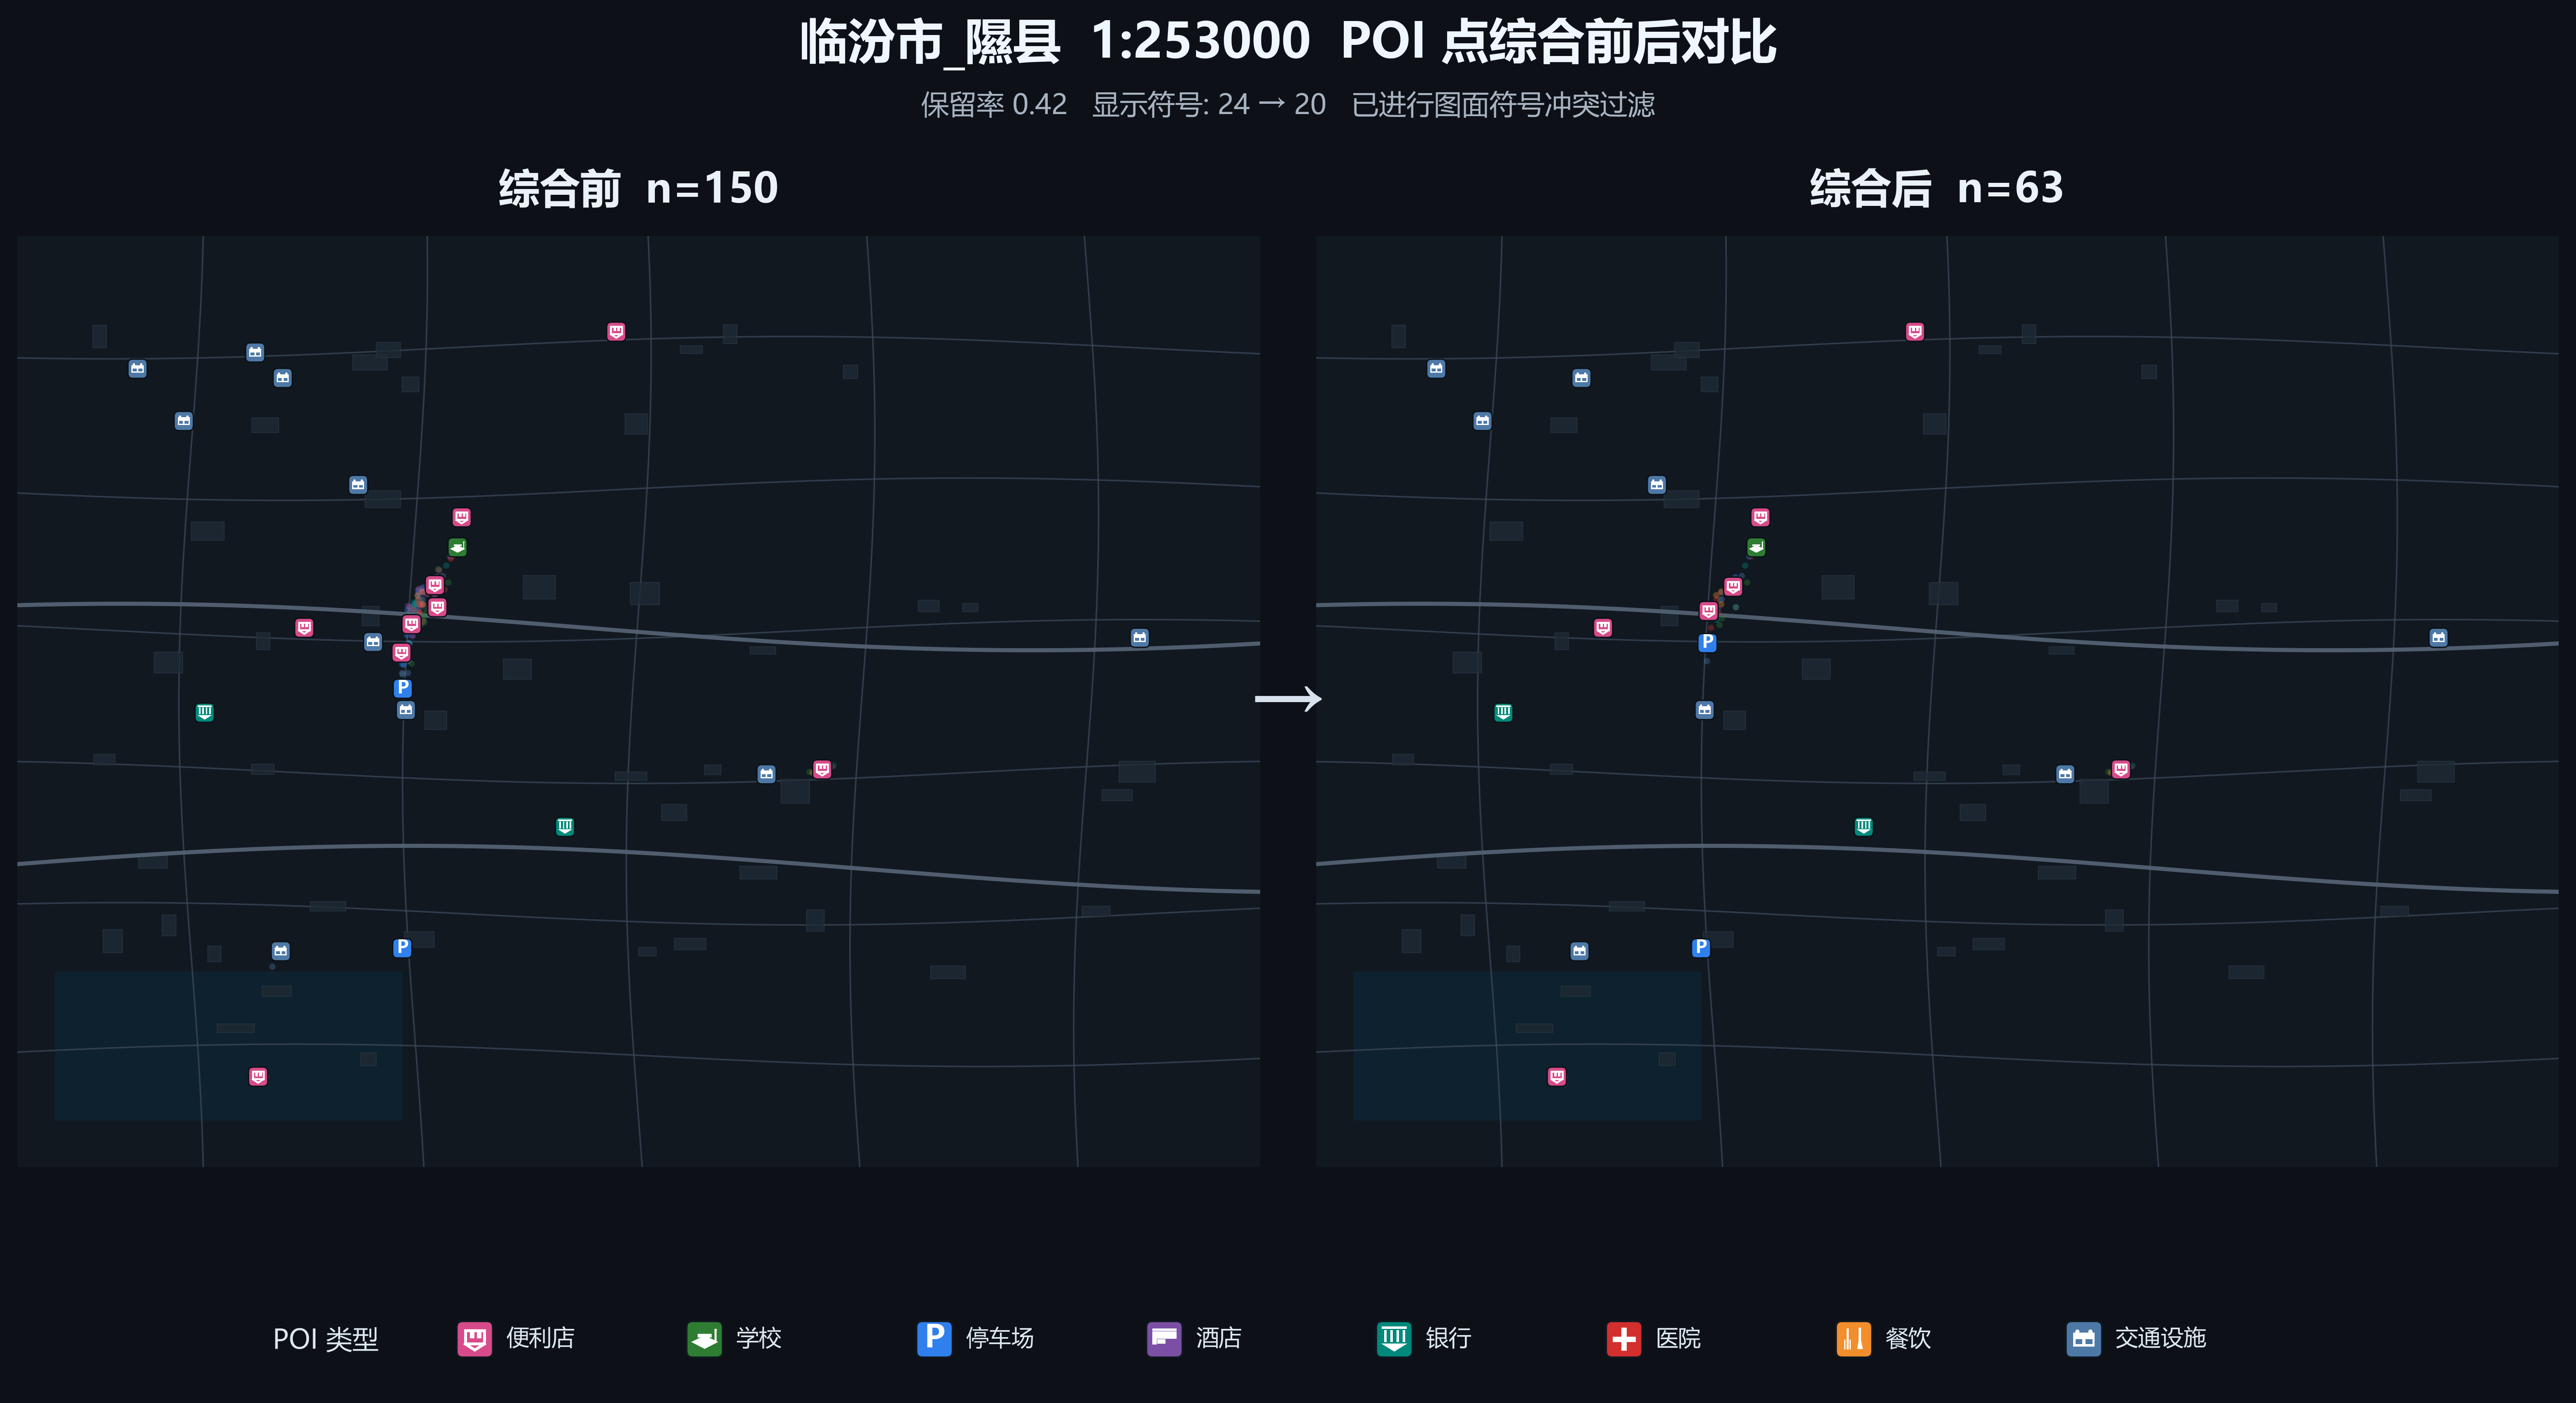 临汾市_隰县 1:253000 POI 点综合前后对比
保留率 0.42 显示符号: 24 → 20 已进行图面符号冲突过滤
综合前 n=150
综合后 n=63
P
P
P
P
→
POI 类型 便利店 学校 P 停车场 酒店 银行 医院 餐饮 交通设施